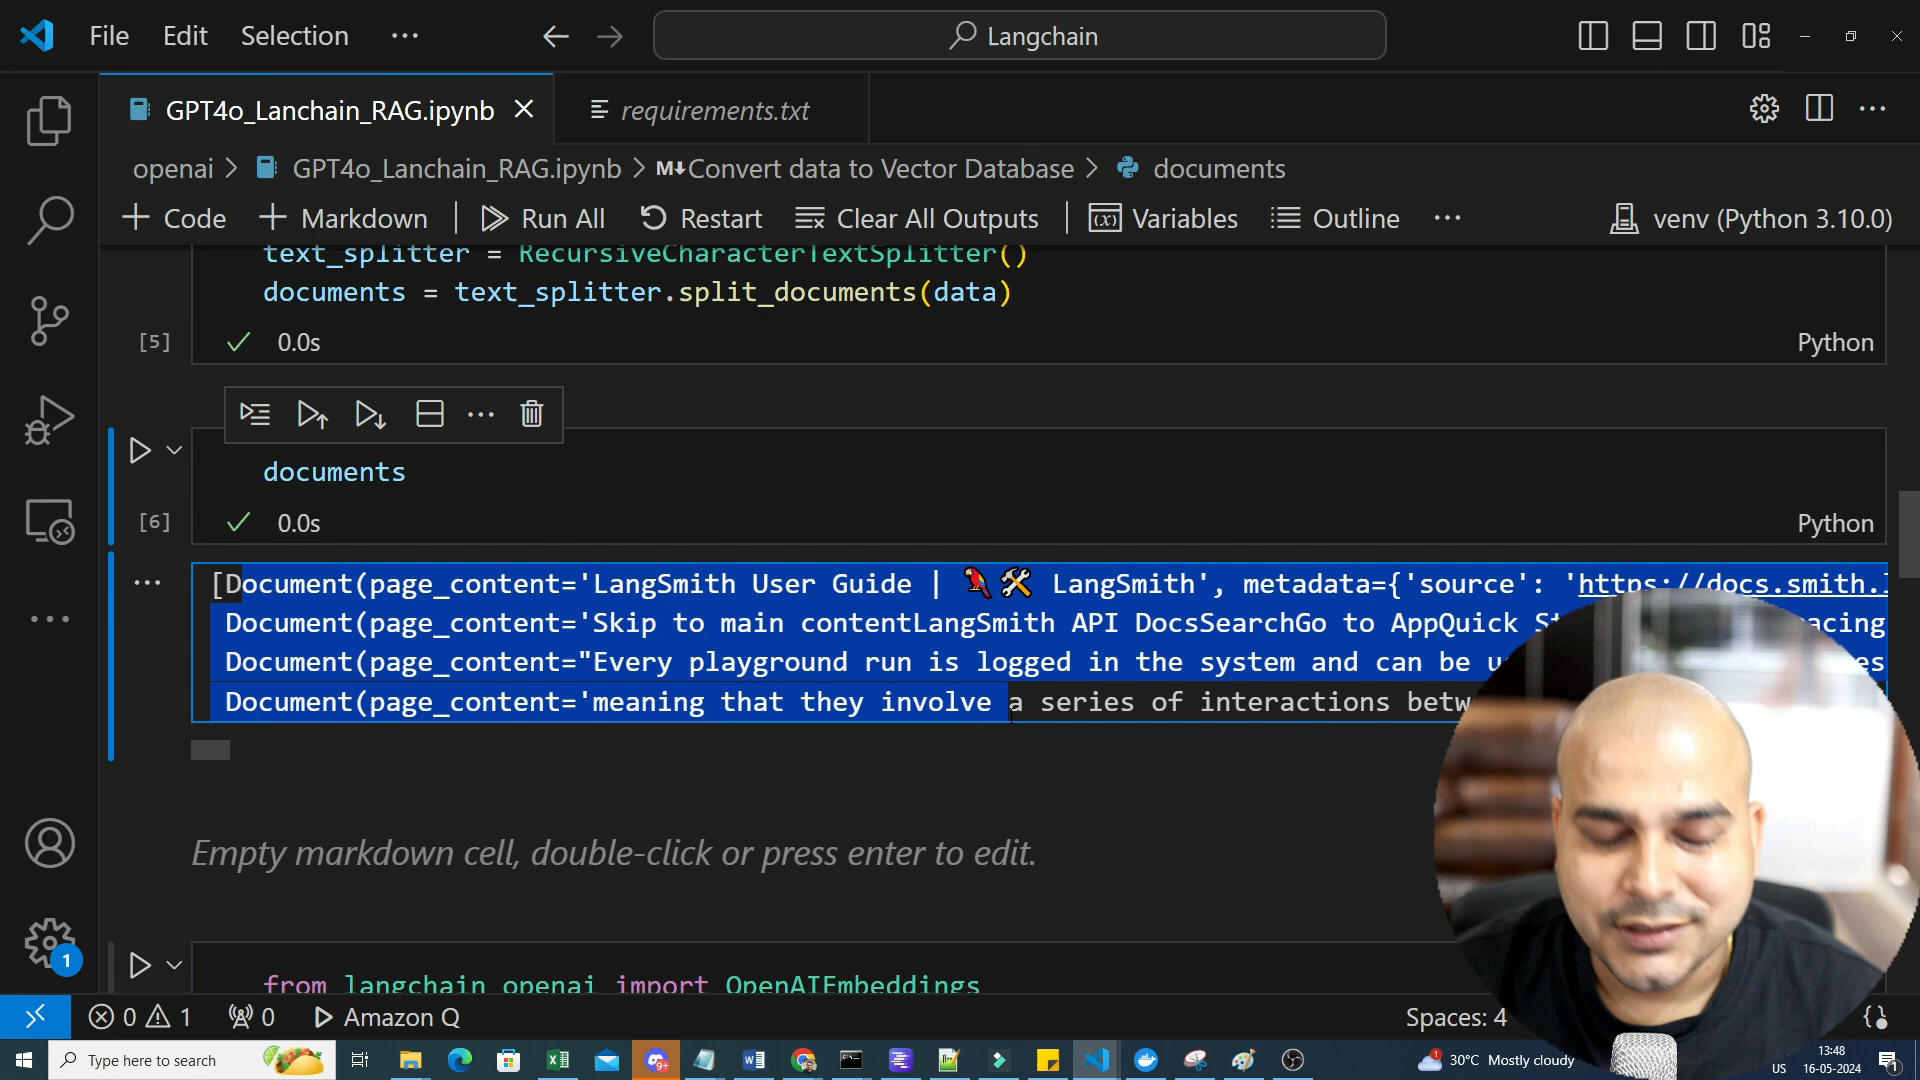 File Edit Selection ···
Langchain
GPT4o_Lanchain_RAG.ipynb
requirements.txt
openai > GPT4o_Lanchain_RAG.ipynb > M↓Convert data to Vector Database > documents
+ Code + Markdown Run All Restart Clear All Outputs Variables Outline ··· venv (Python 3.10.0)
text_splitter = RecursiveCharacterTextSplitter()
documents = text_splitter.split_documents(data)
[5] ✓ 0.0s Python
documents
[6] ✓ 0.0s Python
[Document(page_content='LangSmith User Guide | 🦜️🛠️ LangSmith', metadata={'source': 'https://docs.smith.l
Document(page_content='Skip to main contentLangSmith API DocsSearchGo to AppQuick S
acing
Document(page_content="Every playground run is logged in the system and can be u
es
Document(page_content='meaning that they involve a series of interactions betw
Empty markdown cell, double-click or press enter to edit.
from langchain_openai import OpenAIEmbeddings
1
0 1 0 Amazon Q Spaces: 4
Type here to search
9+
1
30°C Mostly cloudy
US
13:48
16-05-2024
1